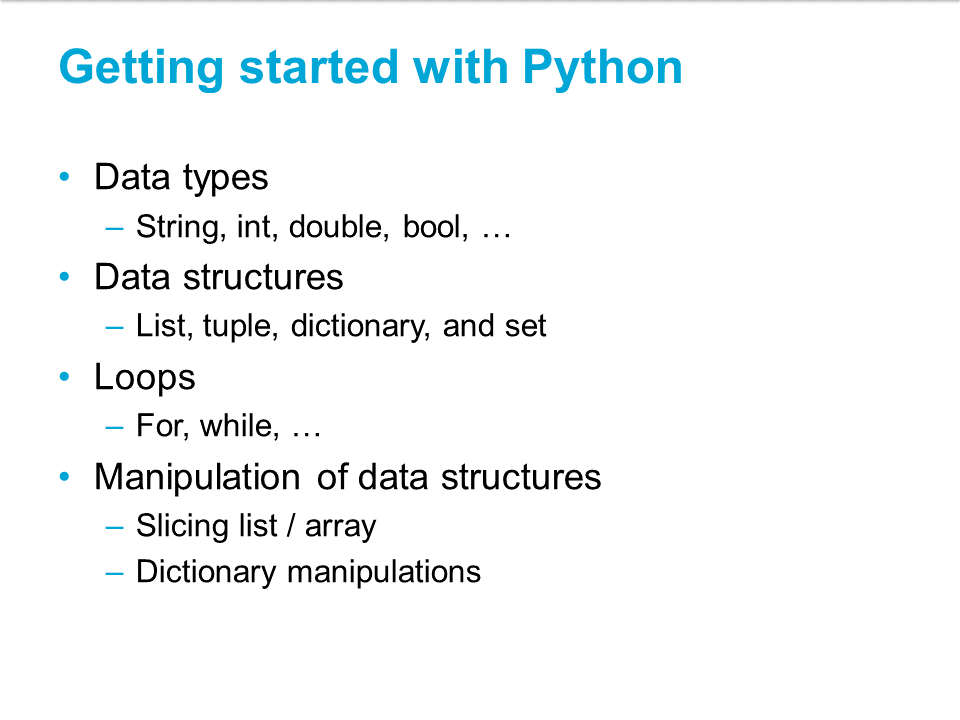 Getting started with Python
• Data types
– String, int, double, bool, …
• Data structures
– List, tuple, dictionary, and set
• Loops
– For, while, …
• Manipulation of data structures
– Slicing list / array
– Dictionary manipulations